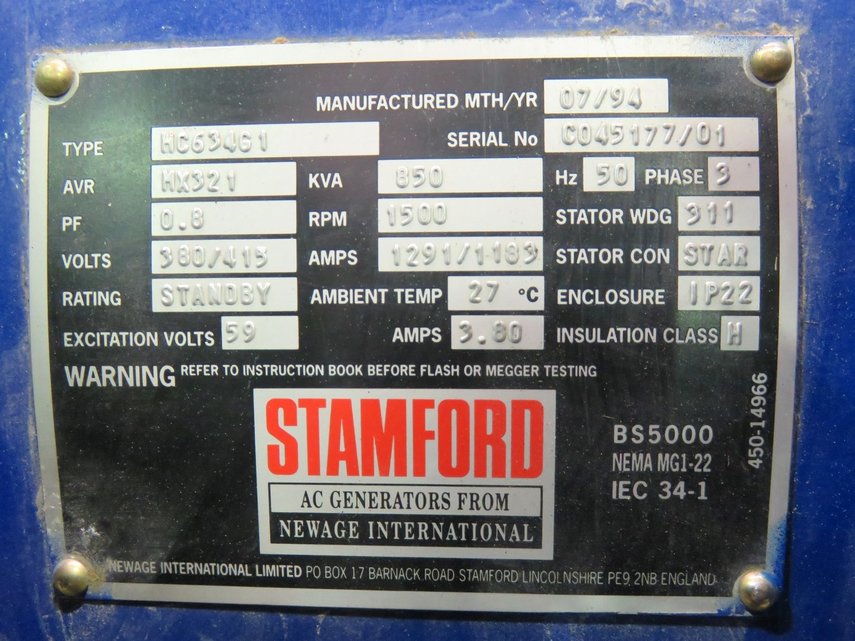 MANUFACTURED MTH/YR 07/94
TYPE HC634G1 SERIAL No C045177/01
AVR MX321 KVA 850 Hz 50 PHASE 3
PF 0.8 RPM 1500 STATOR WDG 311
VOLTS 380/415 AMPS 1291/1183 STATOR CON STAR
RATING STANDBY AMBIENT TEMP 27 °C ENCLOSURE IP22
EXCITATION VOLTS 59 AMPS 3.80 INSULATION CLASS H
WARNING REFER TO INSTRUCTION BOOK BEFORE FLASH OR MEGGER TESTING
STAMFORD
AC GENERATORS FROM
NEWAGE INTERNATIONAL
BS5000
NEMA MG1-22
IEC 34-1
450-14966
NEWAGE INTERNATIONAL LIMITED PO BOX 17 BARNACK ROAD STAMFORD LINCOLNSHIRE PE9 2NB ENGLAND